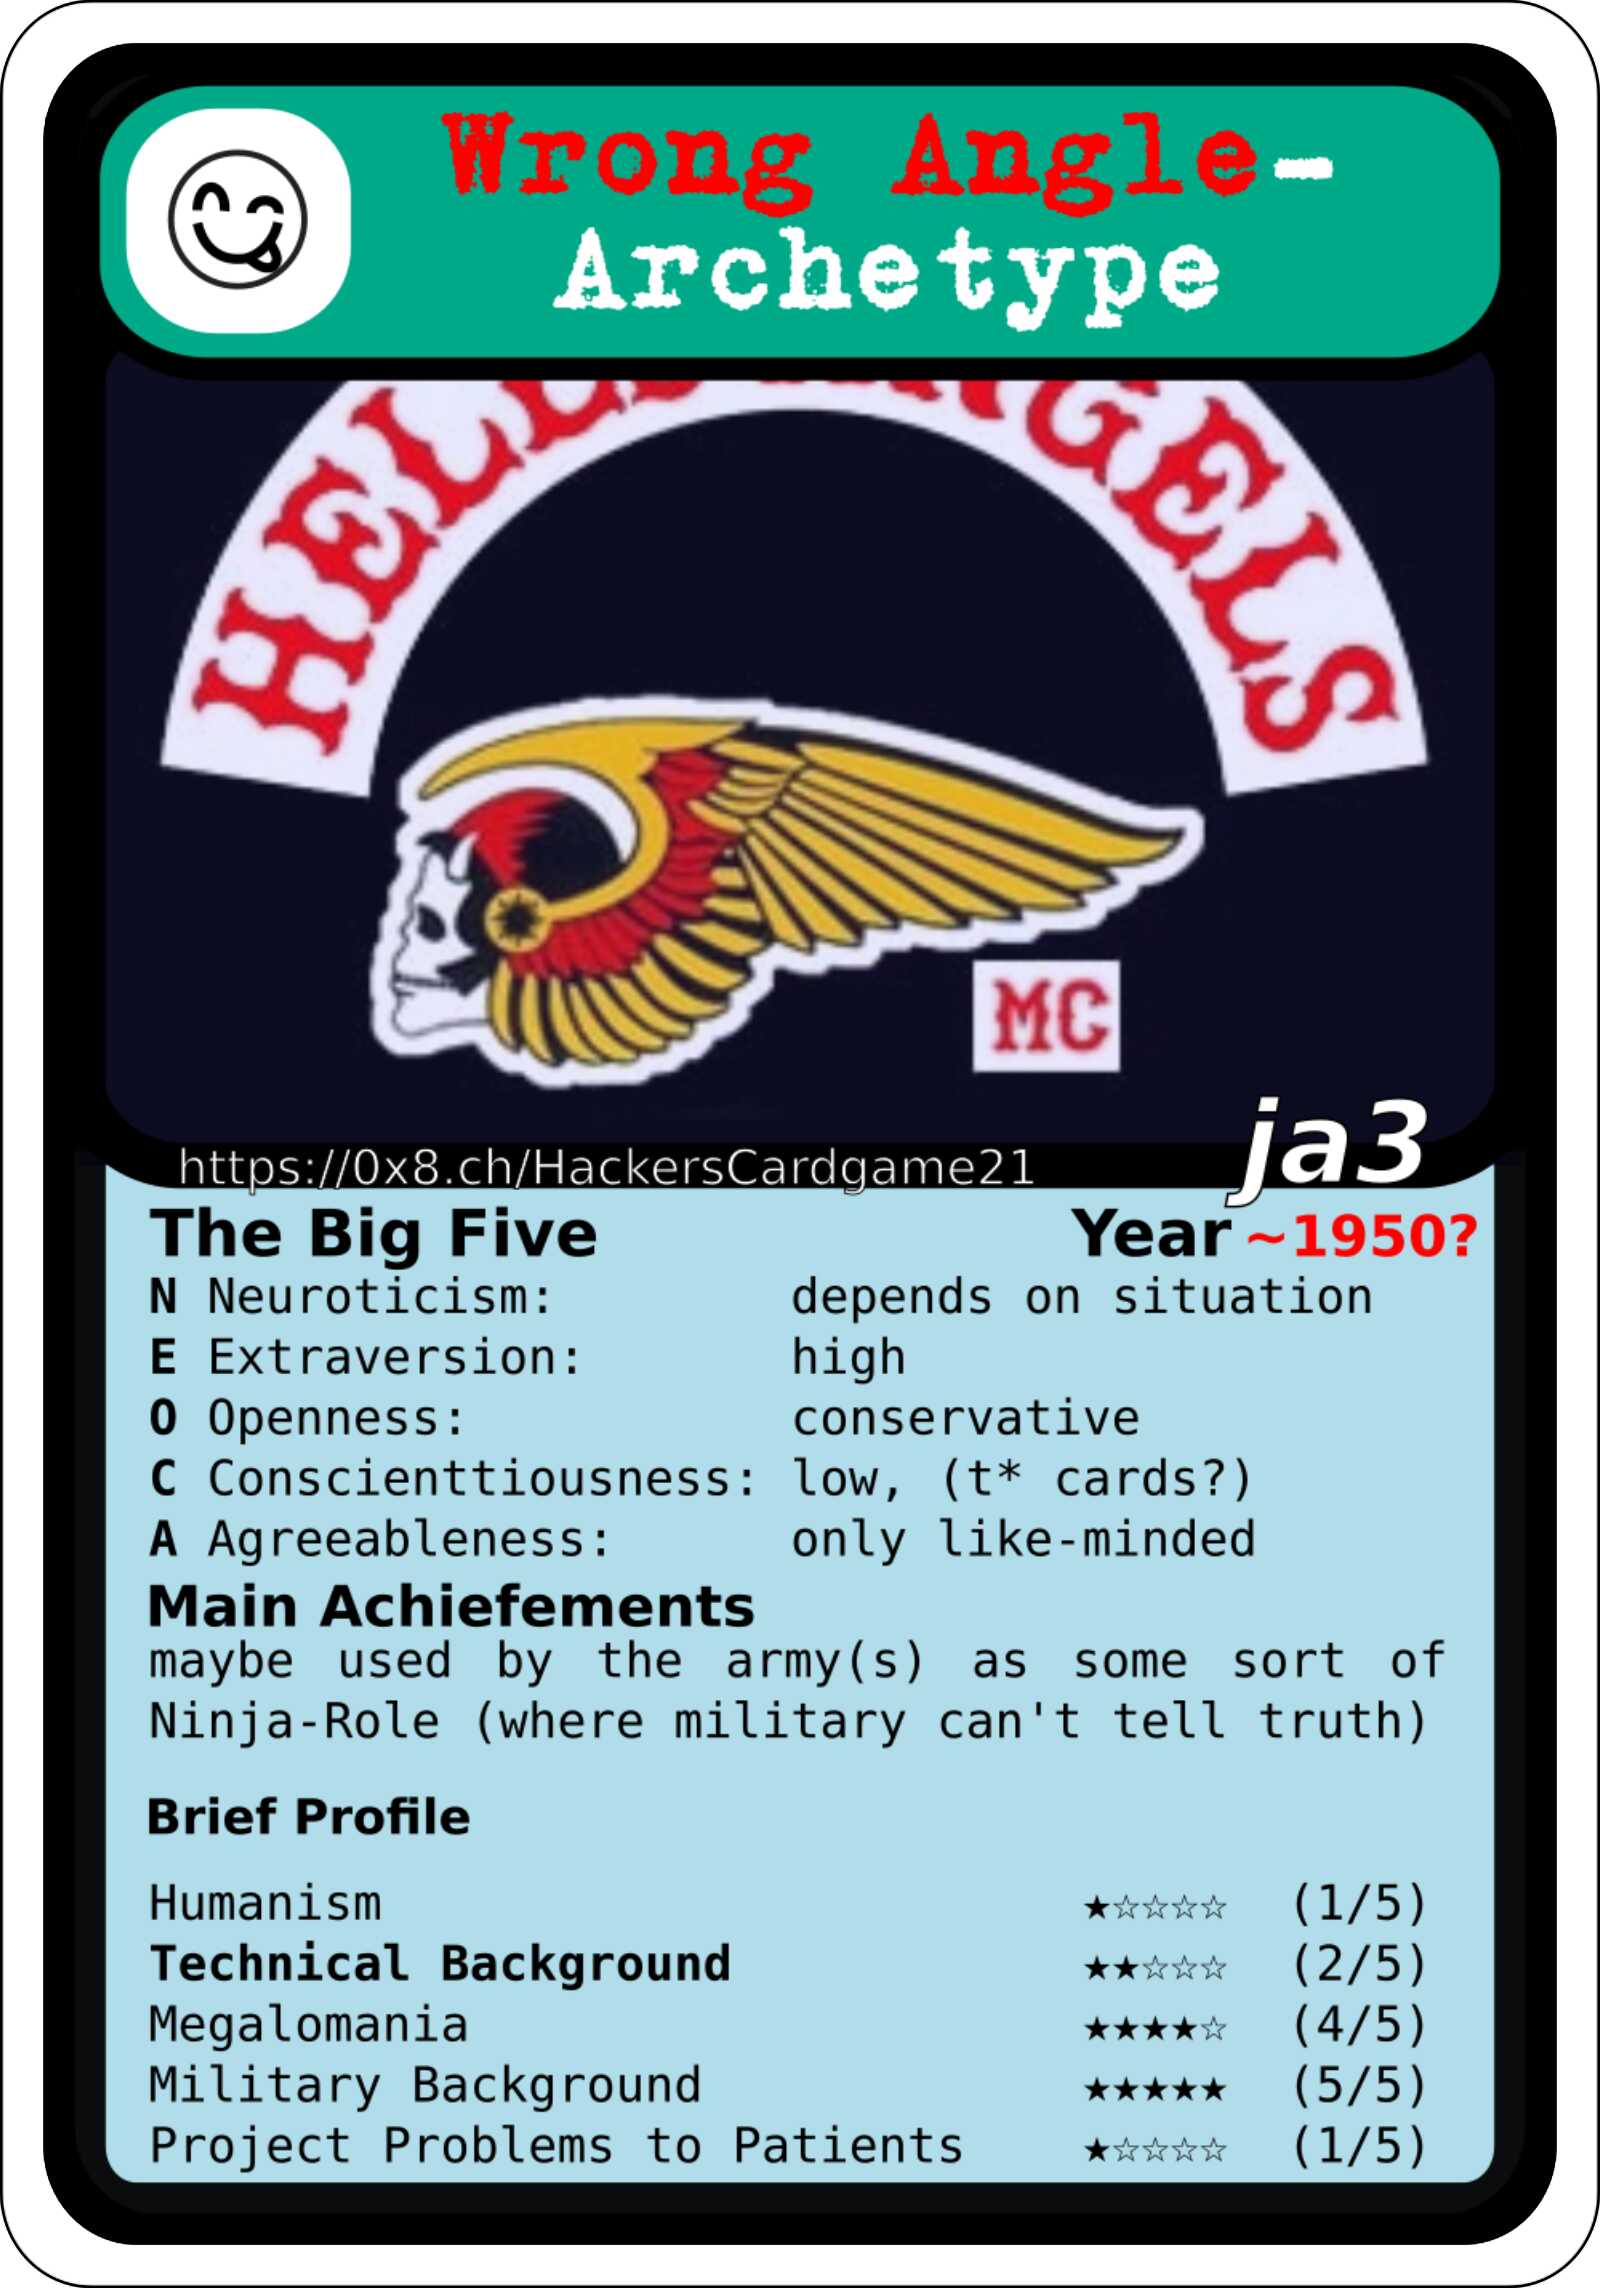 Wrong Angle-
Archetype
HELLS ANGELS
MC
ja3
https://0x8.ch/HackersCardgame21
The Big Five Year ~1950?
N Neuroticism: depends on situation
E Extraversion: high
O Openness: conservative
C Conscienttiousness: low, (t* cards?)
A Agreeableness: only like-minded
Main Achiefements
maybe used by the army(s) as some sort of
Ninja-Role (where military can't tell truth)
Brief Profile
Humanism ★☆☆☆☆ (1/5)
Technical Background ★★☆☆☆ (2/5)
Megalomania ★★★★☆ (4/5)
Military Background ★★★★★ (5/5)
Project Problems to Patients ★☆☆☆☆ (1/5)